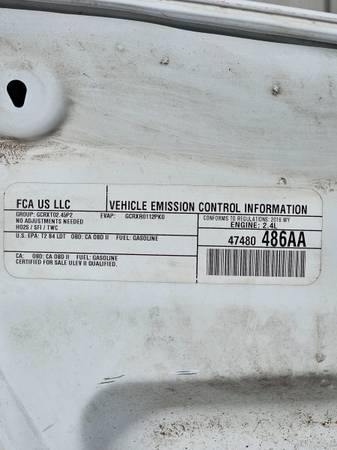 FCA US LLC
VEHICLE EMISSION CONTROL INFORMATION
GROUP: GCRXT02.45P2 EVAP: GCRXR0112PK0
NO ADJUSTMENTS NEEDED
HO2S / SFI / TWC
U.S. EPA: T2 B4 LDT OBD: CA OBD II FUEL: GASOLINE
CA: OBD: CA OBD II FUEL: GASOLINE
CERTIFIED FOR SALE ULEV II QUALIFIED.
CONFORMS TO REGULATIONS: 2016 MY
ENGINE: 2.4L
47480 486AA